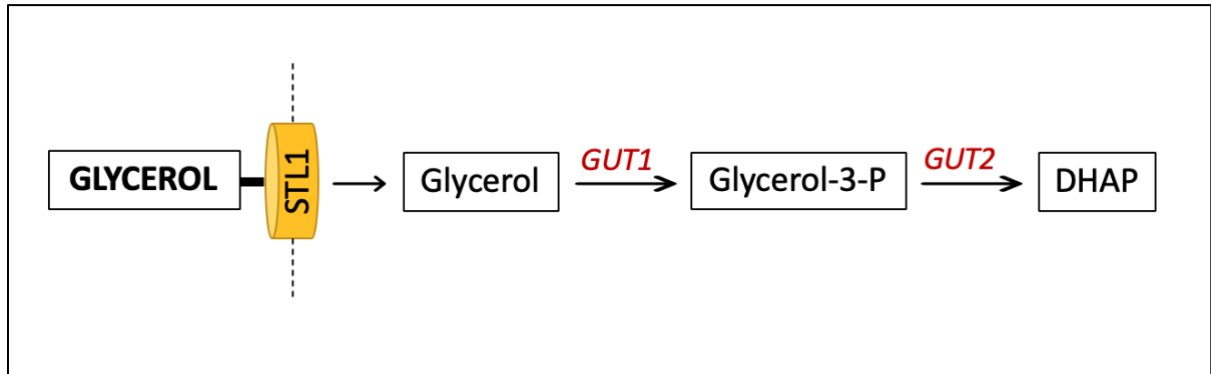 GLYCEROL
STL1
Glycerol
GUT1
Glycerol-3-P
GUT2
DHAP